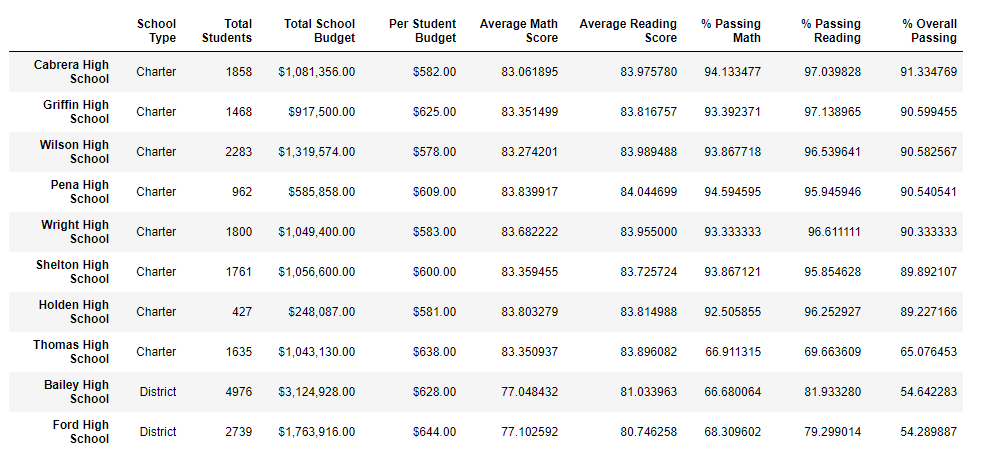 School Type Total Students Total School Budget Per Student Budget Average Math Score Average Reading Score % Passing Math % Passing Reading % Overall Passing
Cabrera High School Charter 1858 $1,081,356.00 $582.00 83.061895 83.975780 94.133477 97.039828 91.334769
Griffin High School Charter 1468 $917,500.00 $625.00 83.351499 83.816757 93.392371 97.138965 90.599455
Wilson High School Charter 2283 $1,319,574.00 $578.00 83.274201 83.989488 93.867718 96.539641 90.582567
Pena High School Charter 962 $585,858.00 $609.00 83.839917 84.044699 94.594595 95.945946 90.540541
Wright High School Charter 1800 $1,049,400.00 $583.00 83.682222 83.955000 93.333333 96.611111 90.333333
Shelton High School Charter 1761 $1,056,600.00 $600.00 83.359455 83.725724 93.867121 95.854628 89.892107
Holden High School Charter 427 $248,087.00 $581.00 83.803279 83.814988 92.505855 96.252927 89.227166
Thomas High School Charter 1635 $1,043,130.00 $638.00 83.350937 83.896082 66.911315 69.663609 65.076453
Bailey High School District 4976 $3,124,928.00 $628.00 77.048432 81.033963 66.680064 81.933280 54.642283
Ford High School District 2739 $1,763,916.00 $644.00 77.102592 80.746258 68.309602 79.299014 54.289887